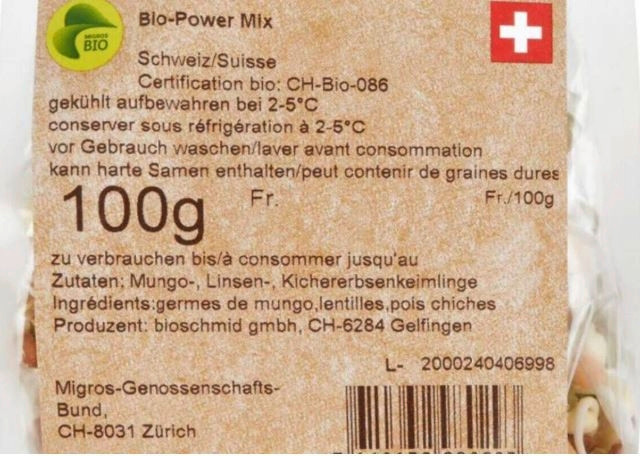 MIGROS
BIO
Bio-Power Mix
Schweiz/Suisse
Certification bio: CH-Bio-086
gekühlt aufbewahren bei 2-5°C
conserver sous réfrigération à 2-5°C
vor Gebrauch waschen/laver avant consommation
kann harte Samen enthalten/peut contenir de graines dures
100g Fr. Fr./100g
zu verbrauchen bis/à consommer jusqu'au
Zutaten: Mungo-, Linsen-, Kichererbsenkeimlinge
Ingrédients:germes de mungo,lentilles,pois chiches
Produzent: bioschmid gmbh, CH-6284 Gelfingen
L- 2000240406998
Migros-Genossenschafts-
Bund,
CH-8031 Zürich